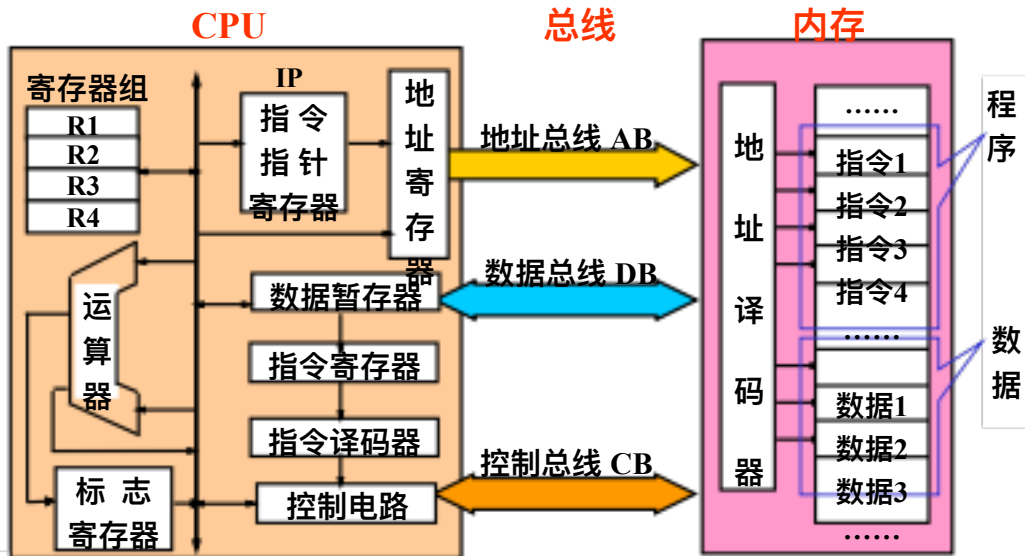 CPU
总线
内存
寄存器组
R1
R2
R3
R4
IP
指 令
指 针
寄存器
地
址
寄
存
器
地址总线 AB
数据暂存器
数据总线 DB
运
算
器
指令寄存器
指令译码器
控制总线 CB
控制电路
标 志
寄存器
地
址
译
码
器
······
指令1
指令2
指令3
指令4
······
数据1
数据2
数据3
······
程
序
数
据